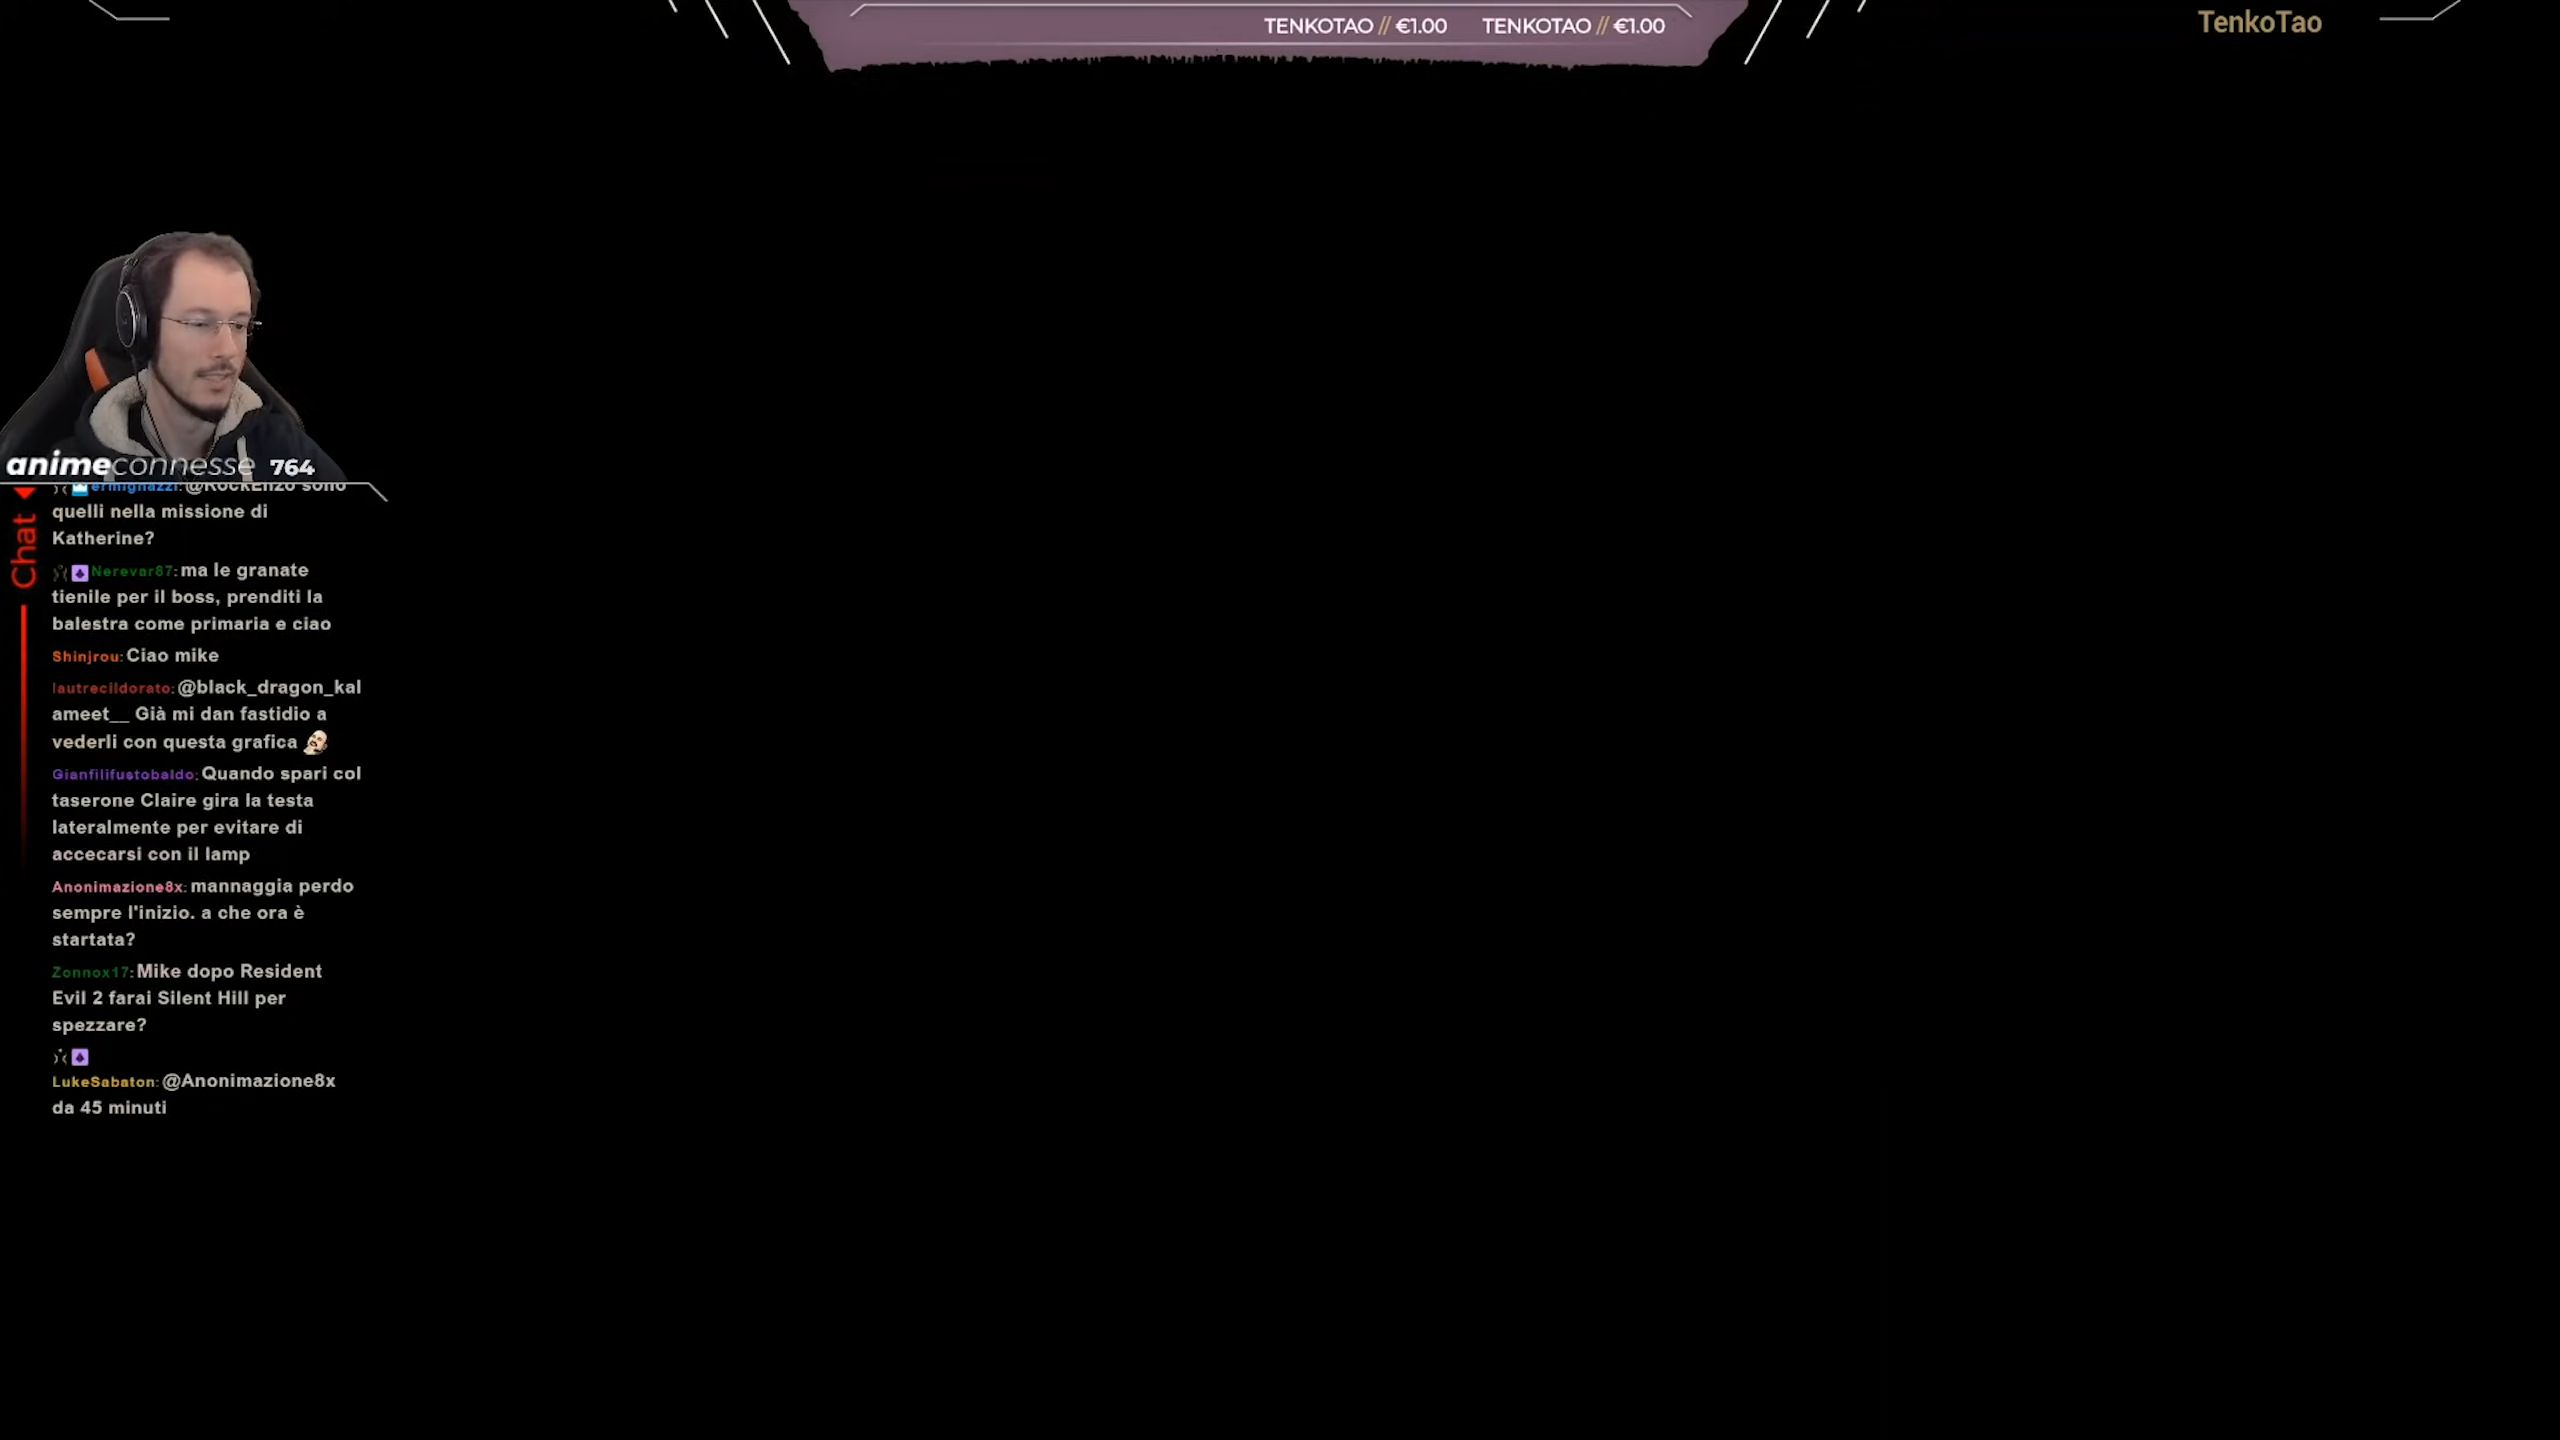 TENKOTAO // €1.00 TENKOTAO // €1.00
TenkoTao
animeconnesse 764
Chat
ermignazzi: @RockEnzo sono
quelli nella missione di
Katherine?
Nerevar87: ma le granate
tienile per il boss, prenditi la
balestra come primaria e ciao
Shinjrou: Ciao mike
lautrecildorato: @black_dragon_kal
ameet__ Già mi dan fastidio a
vederli con questa grafica
Gianfilifustobaldo: Quando spari col
taserone Claire gira la testa
lateralmente per evitare di
accecarsi con il lamp
Anonimazione8x: mannaggia perdo
sempre l'inizio. a che ora è
startata?
Zonnox17: Mike dopo Resident
Evil 2 farai Silent Hill per
spezzare?
LukeSabaton: @Anonimazione8x
da 45 minuti